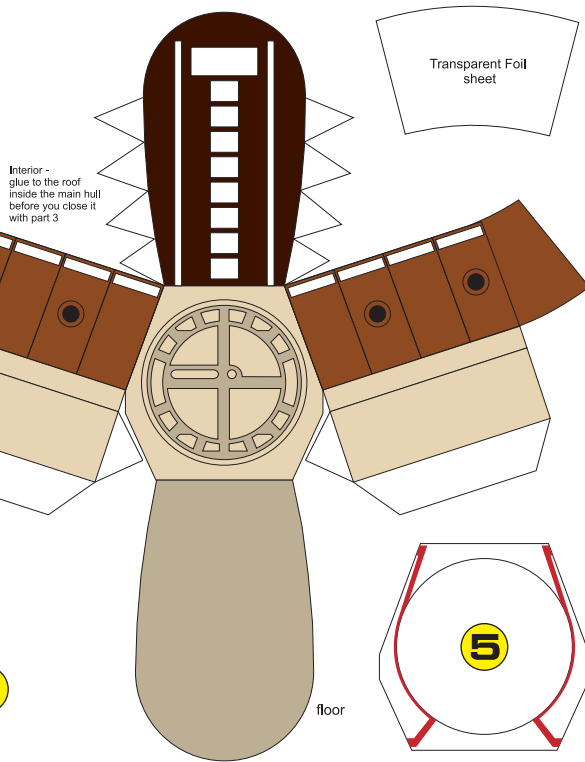 Transparent Foil
sheet
Interior -
glue to the roof
inside the main hull
before you close it
with part 3
5
floor